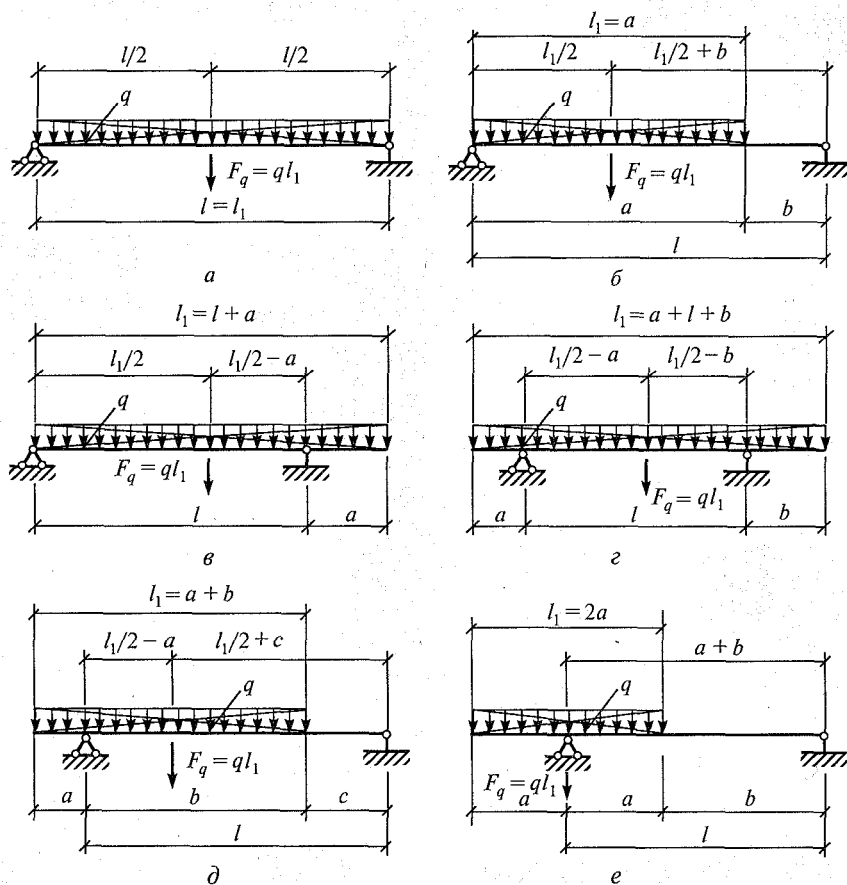 l/2 l/2
q
F_q = ql_1
l = l_1
а
l_1 = a
l_1/2 l_1/2 + b
q
F_q = ql_1
a b
l
б
l_1 = l + a
l_1/2 l_1/2 − a
q
F_q = ql_1
l a
в
l_1 = a + l + b
l_1/2 − a l_1/2 − b
q
F_q = ql_1
a l b
г
l_1 = a + b
l_1/2 − a l_1/2 + c
q
F_q = ql_1
a b c
l
д
l_1 = 2a
a + b
q
F_q = ql_1
a a b
l
е